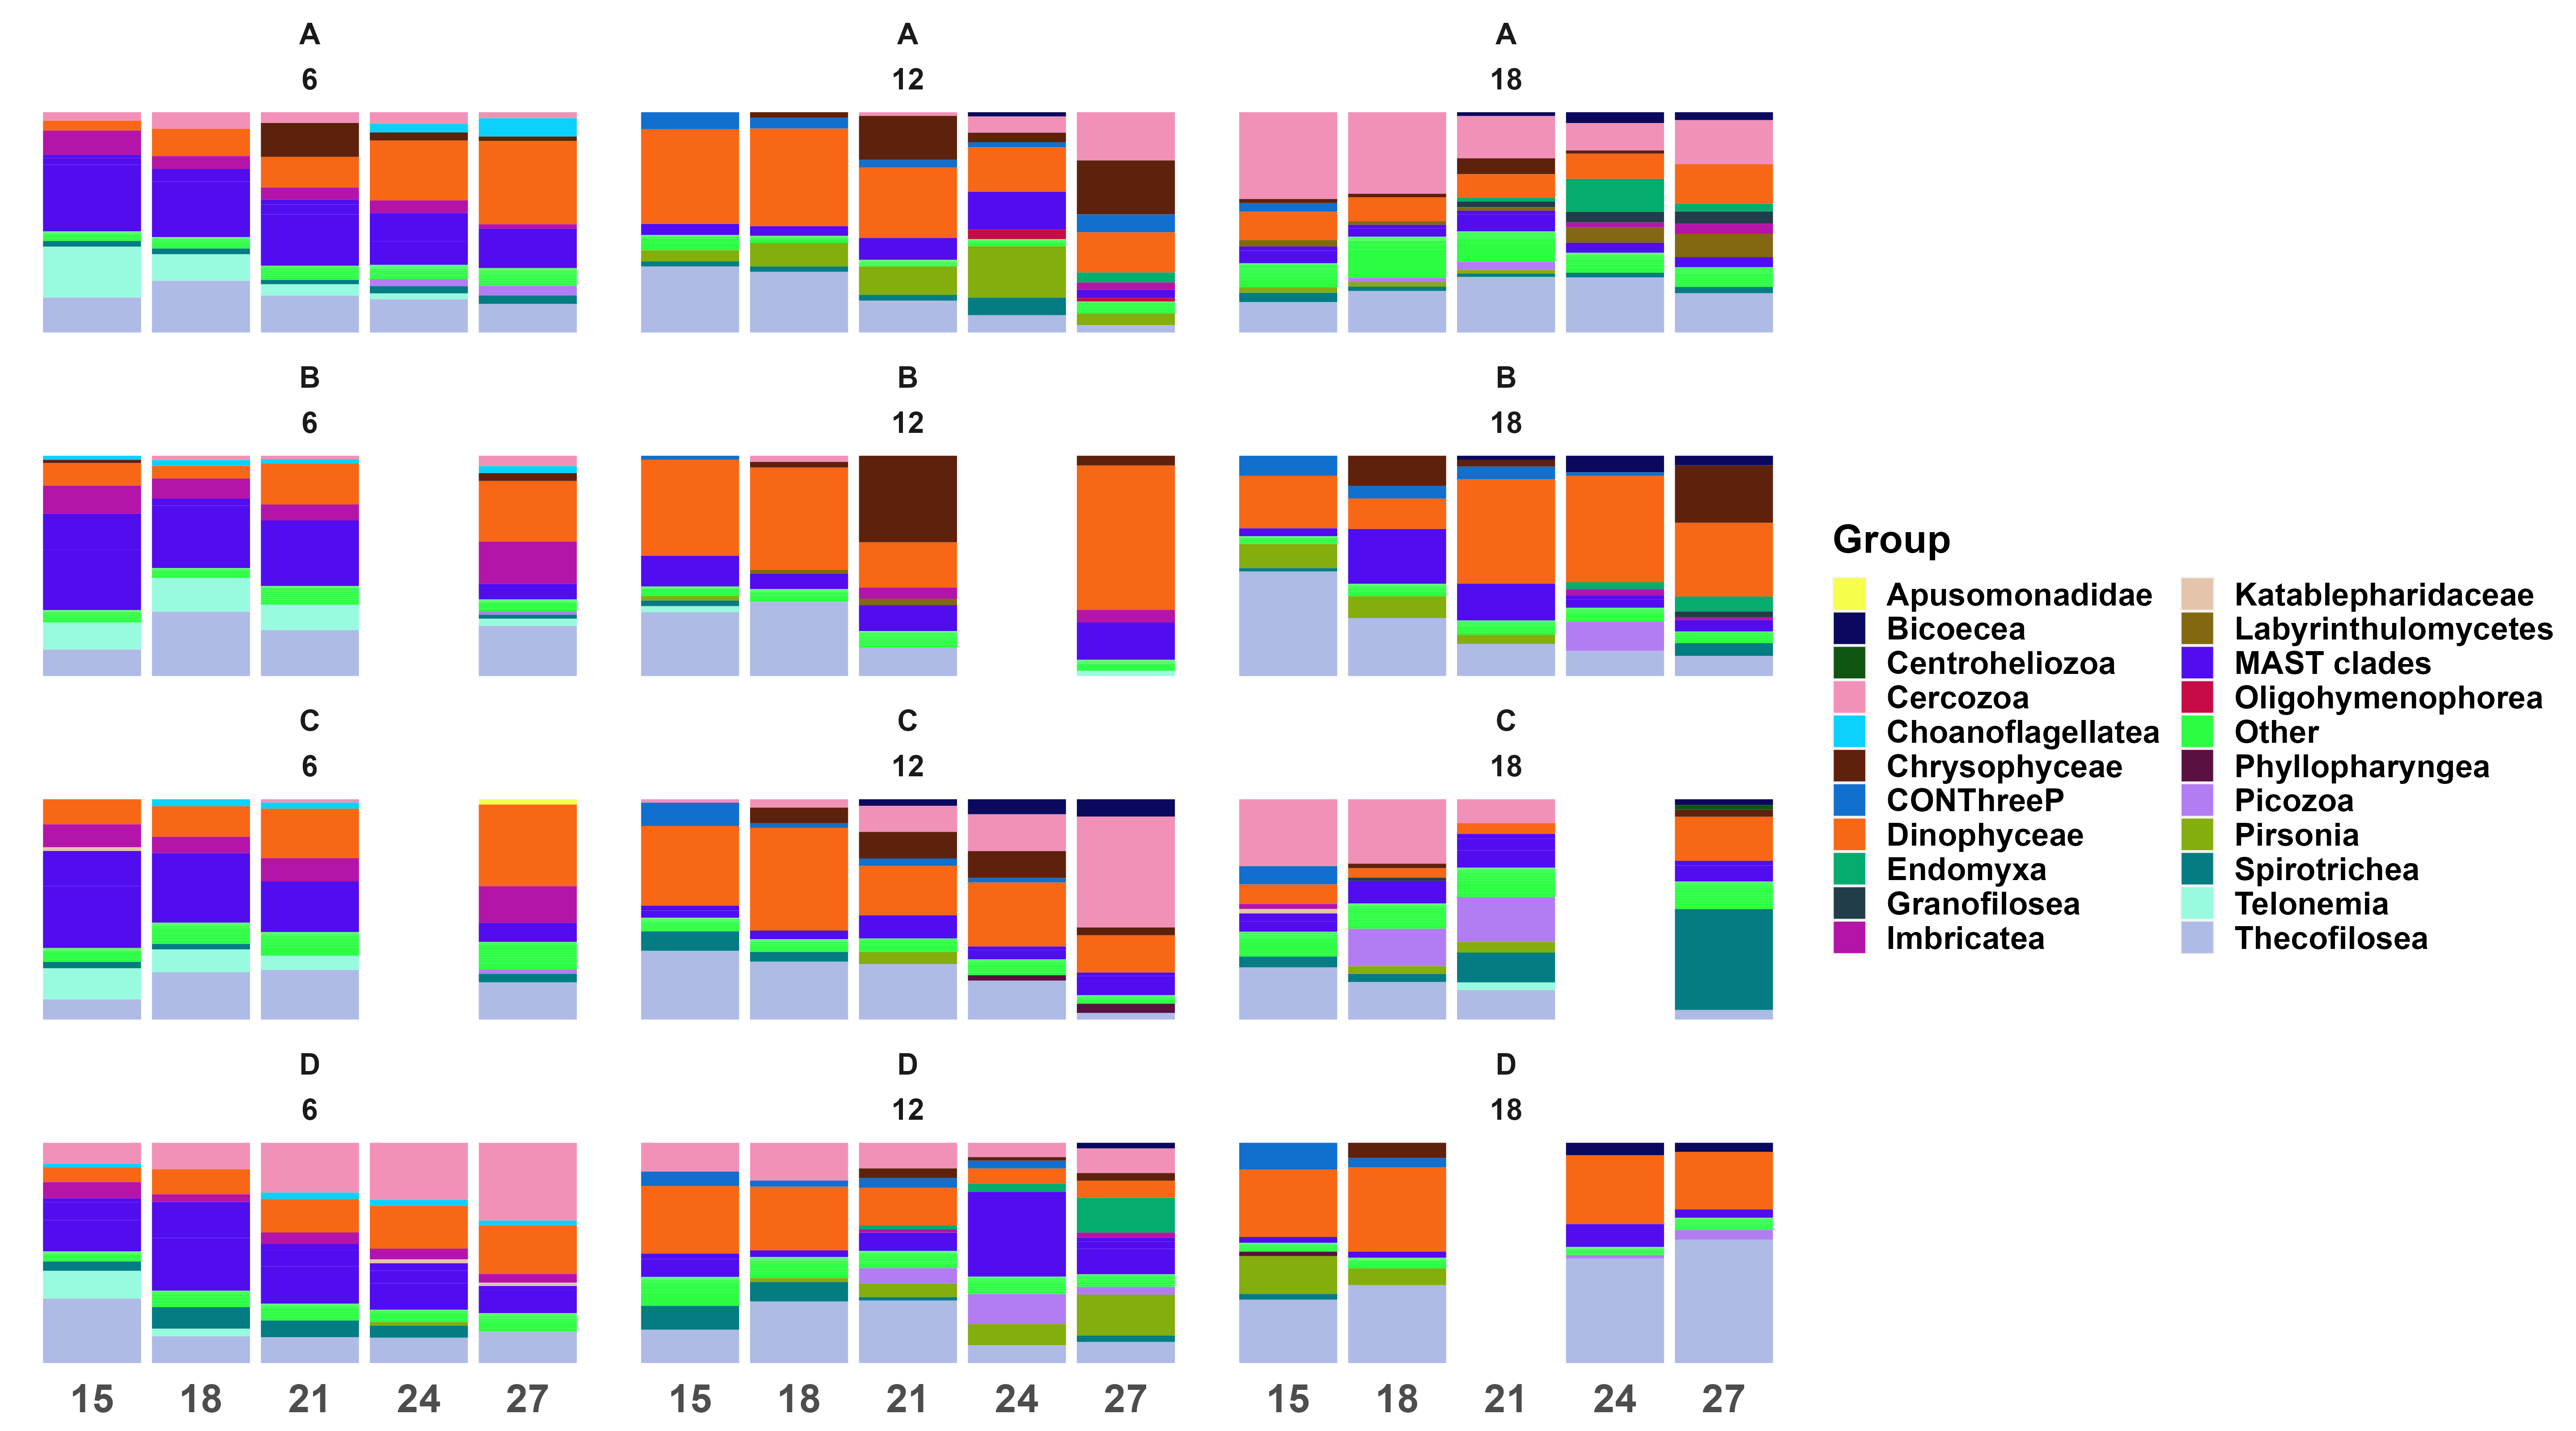 A A A
6 12 18
B B B
6 12 18
Group
Apusomonadidae Katablepharidaceae
Bicoecea Labyrinthulomycetes
Centroheliozoa MAST clades
Cercozoa Oligohymenophorea
Choanoflagellatea Other
Chrysophyceae Phyllopharyngea
CONThreeP Picozoa
Dinophyceae Pirsonia
Endomyxa Spirotrichea
Granofilosea Telonemia
Imbricatea Thecofilosea
C C C
6 12 18
D D D
6 12 18
15 18 21 24 27 15 18 21 24 27 15 18 21 24 27